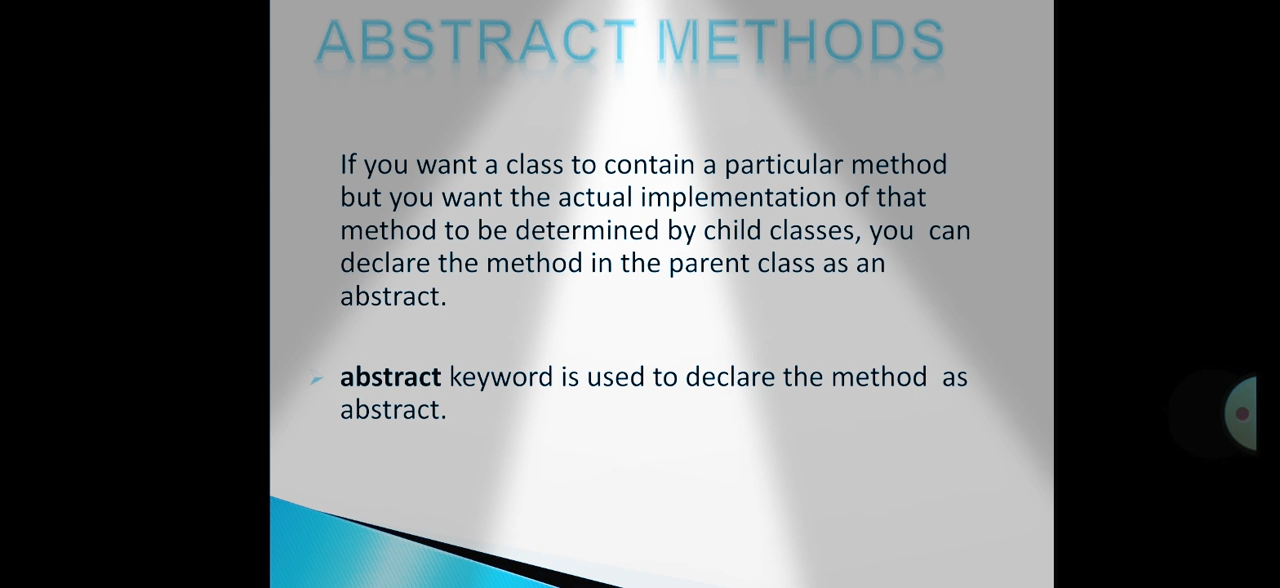 ABSTRACT METHODS
If you want a class to contain a particular method
but you want the actual implementation of that
method to be determined by child classes, you  can
declare the method in the parent class as an
abstract.
➢ abstract keyword is used to declare the method  as
abstract.